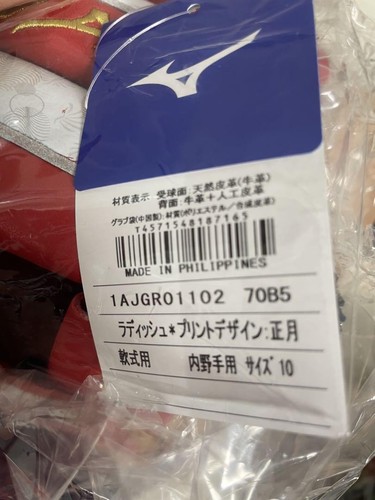 材質表示：受球面：天然皮革(牛革)
背面：牛革＋人工皮革
グラブ袋(中国製)：材質(ポリエステル／合成皮革)
T4571548187165
MADE IN PHILIPPINES
1AJGR01102 70B5
ラディッシュ*プリントデザイン：正月
軟式用 内野手用 サイズ10